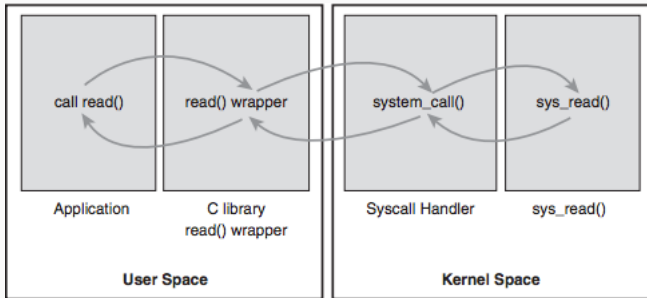 call read()
read() wrapper
system_call()
sys_read()
Application
C library
read() wrapper
Syscall Handler
sys_read()
User Space
Kernel Space